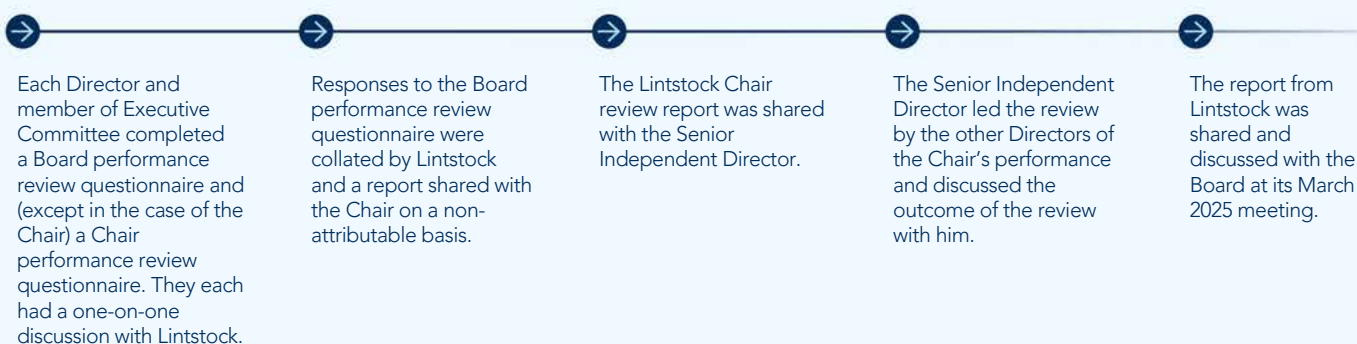 Each Director and
member of Executive
Committee completed
a Board performance
review questionnaire and
(except in the case of the
Chair) a Chair
performance review
questionnaire. They each
had a one-on-one
discussion with Lintstock.
Responses to the Board
performance review
questionnaire were
collated by Lintstock
and a report shared with
the Chair on a non-
attributable basis.
The Lintstock Chair
review report was shared
with the Senior
Independent Director.
The Senior Independent
Director led the review
by the other Directors of
the Chair’s performance
and discussed the
outcome of the review
with him.
The report from
Lintstock was
shared and
discussed with the
Board at its March
2025 meeting.